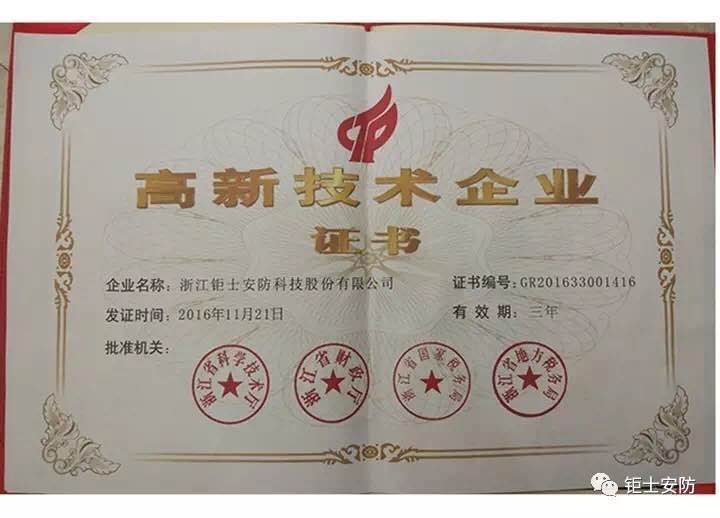 高新技术企业
证书
企业名称：浙江钜士安防科技股份有限公司
证书编号：GR201633001416
发证时间：2016年11月21日
有效期：三年
批准机关：
浙江省科学技术厅
浙江省财政厅
浙江省国家税务局
浙江省地方税务局
钜士安防